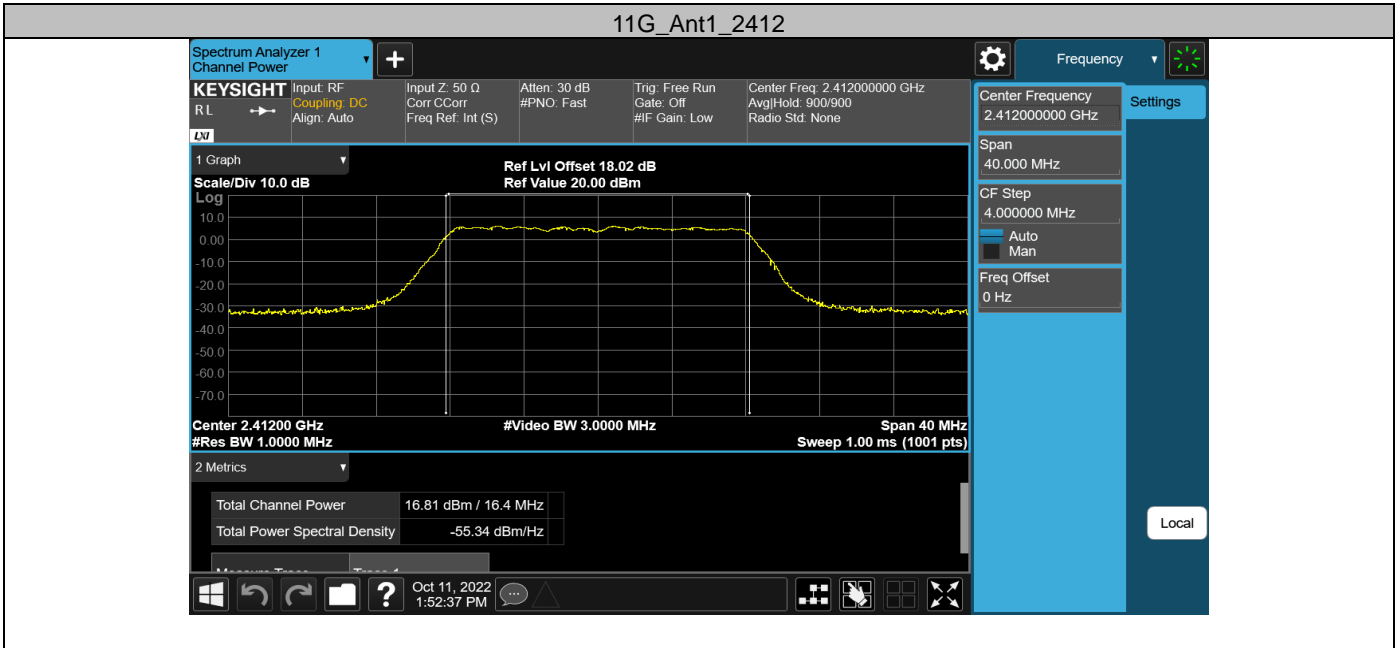 11G_Ant1_2412
Spectrum Analyzer 1
Channel Power
Frequency
KEYSIGHT
R L
LXI
Input: RF
Coupling: DC
Align: Auto
Input Z: 50 Ω
Corr CCorr
Freq Ref: Int (S)
Atten: 30 dB
#PNO: Fast
Trig: Free Run
Gate: Off
#IF Gain: Low
Center Freq: 2.412000000 GHz
Avg|Hold: 900/900
Radio Std: None
Center Frequency
2.412000000 GHz
Settings
Span
40.000 MHz
CF Step
4.000000 MHz
Auto
Man
Freq Offset
0 Hz
1 Graph
Scale/Div 10.0 dB
Ref Lvl Offset 18.02 dB
Ref Value 20.00 dBm
Log
10.0
0.00
-10.0
-20.0
-30.0
-40.0
-50.0
-60.0
-70.0
Center 2.41200 GHz
#Video BW 3.0000 MHz
Span 40 MHz
#Res BW 1.0000 MHz
Sweep 1.00 ms (1001 pts)
2 Metrics
Total Channel Power 16.81 dBm / 16.4 MHz
Total Power Spectral Density -55.34 dBm/Hz
Measure Trace Trace 1
Local
?
Oct 11, 2022
1:52:37 PM